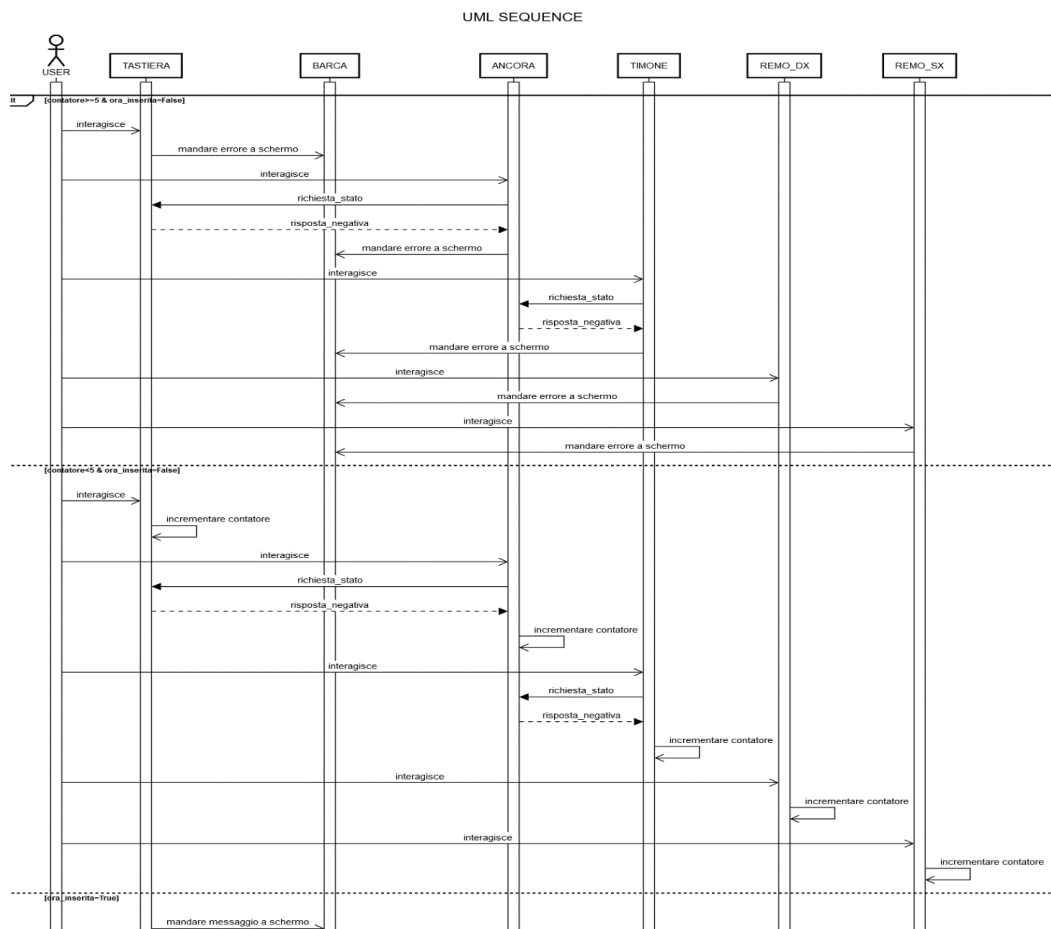 UML SEQUENCE
USER
TASTIERA
BARCA
ANCORA
TIMONE
REMO_DX
REMO_SX
lt
[contatore>=5 & ora_inserita=False]
interagisce
mandare errore a schermo
interagisce
richiesta_stato
risposta_negativa
mandare errore a schermo
interagisce
richiesta_stato
risposta_negativa
mandare errore a schermo
interagisce
mandare errore a schermo
interagisce
mandare errore a schermo
[contatore<5 & ora_inserita=False]
interagisce
incrementare contatore
interagisce
richiesta_stato
risposta_negativa
incrementare contatore
interagisce
richiesta_stato
risposta_negativa
incrementare contatore
interagisce
incrementare contatore
interagisce
incrementare contatore
[ora_inserita=True]
mandare messaggio a schermo